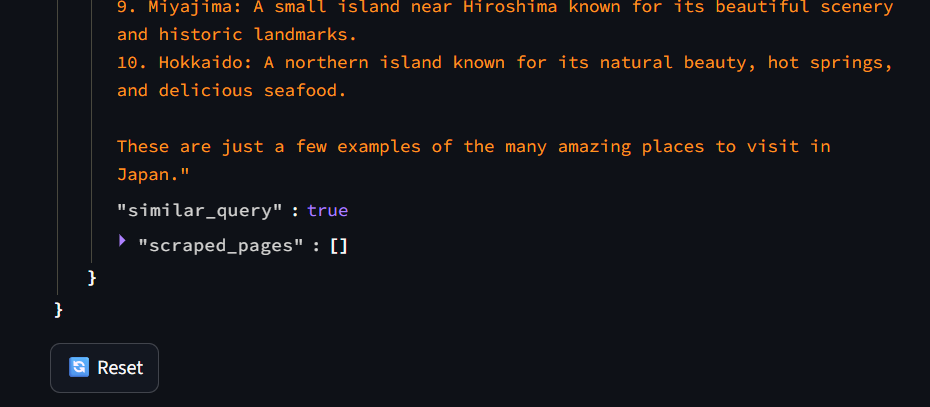 9. Miyajima: A small island near Hiroshima known for its beautiful scenery
and historic landmarks.
10. Hokkaido: A northern island known for its natural beauty, hot springs,
and delicious seafood.
These are just a few examples of the many amazing places to visit in
Japan."
"similar_query" : true
"scraped_pages" : []
}
}
Reset